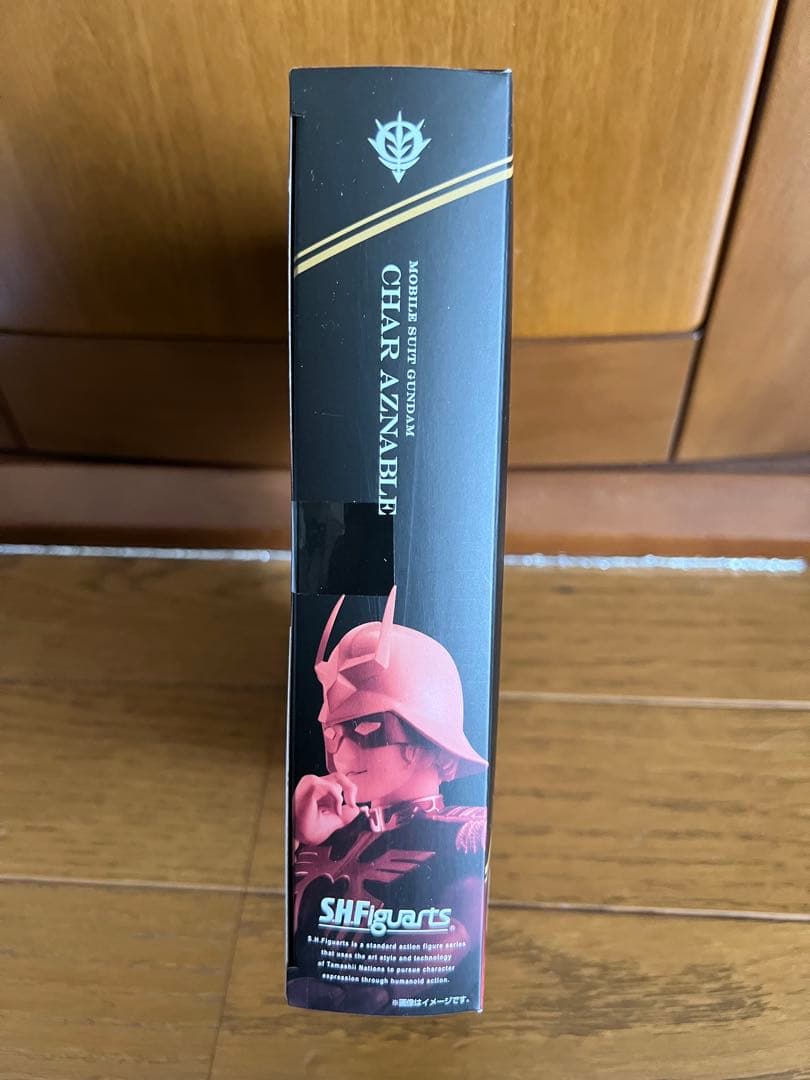 MOBILE SUIT GUNDAM
CHAR AZNABLE
S.H.Figuarts®
S.H.Figuarts is a standard action figure series
that uses the art style and technology
of Tamashii Nations to pursue character
expression through humanoid action.
※画像はイメージです。